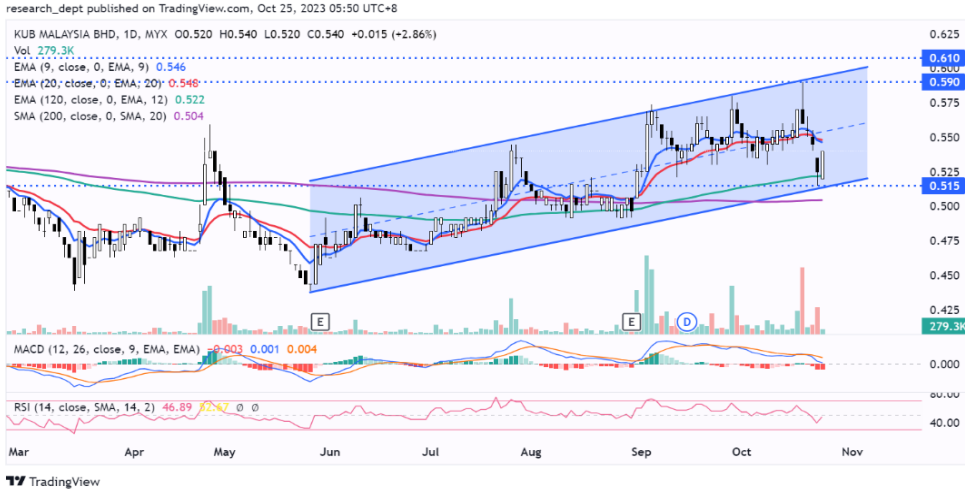 research_dept published on TradingView.com, Oct 25, 2023 05:50 UTC+8
KUB MALAYSIA BHD, 1D, MYX O0.520 H0.540 L0.520 C0.540 +0.015 (+2.86%)
Vol 279.3K
EMA (9, close, 0, EMA, 9) 0.546
EMA (20, close, 0, EMA, 20) 0.548
EMA (120, close, 0, EMA, 12) 0.522
SMA (200, close, 0, SMA, 20) 0.504
0.625
0.610
0.600
0.590
0.575
0.550
0.525
0.515
0.500
0.475
0.450
0.425
E
E
D
279.3K
MACD (12, 26, close, 9, EMA, EMA) -0.003 0.001 0.004
0.000
RSI (14, close, SMA, 14, 2) 46.89 52.67 Ø Ø
80.00
40.00
Mar Apr May Jun Jul Aug Sep Oct Nov
TradingView